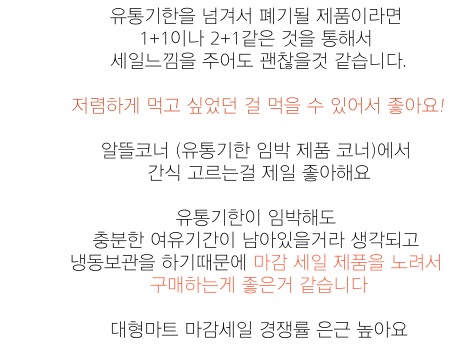 유통기한을 넘겨서 폐기될 제품이라면
1+1이나 2+1같은 것을 통해서
세일느낌을 주어도 괜찮을것 같습니다.
저렴하게 먹고 싶었던 걸 먹을 수 있어서 좋아요!
알뜰코너 (유통기한 임박 제품 코너)에서
간식 고르는걸 제일 좋아해요
유통기한이 임박해도
충분한 여유기간이 남아있을거라 생각되고
냉동보관을 하기때문에 마감 세일 제품을 노려서
구매하는게 좋은거 같습니다
대형마트 마감세일 경쟁률 은근 높아요